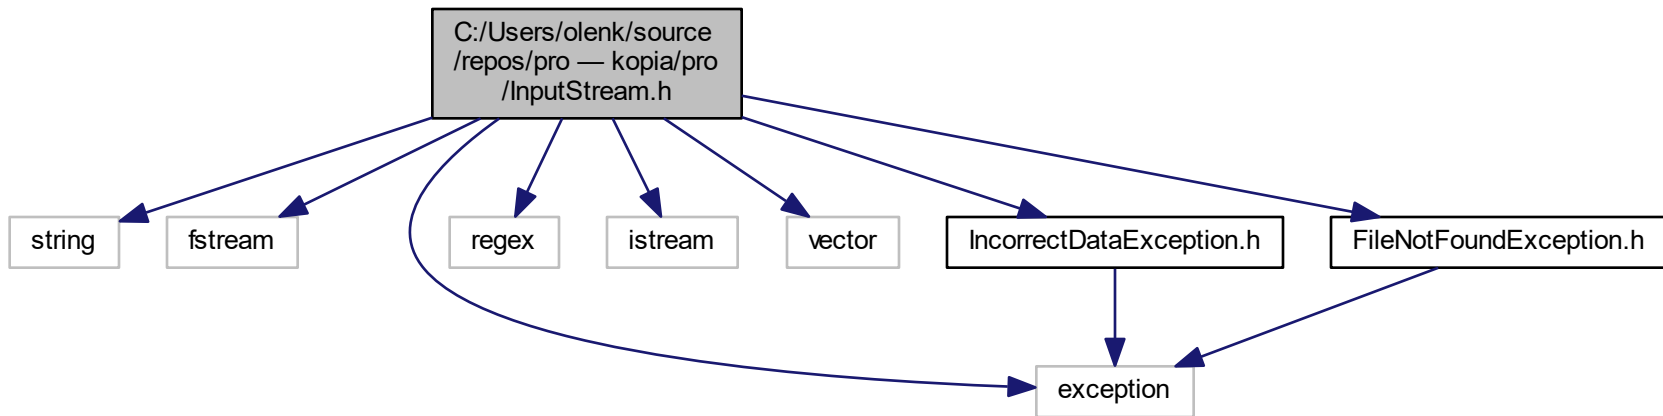 C:/Users/olenk/source
/repos/pro — kopia/pro
/InputStream.h
string
fstream
regex
istream
vector
IncorrectDataException.h
FileNotFoundException.h
exception